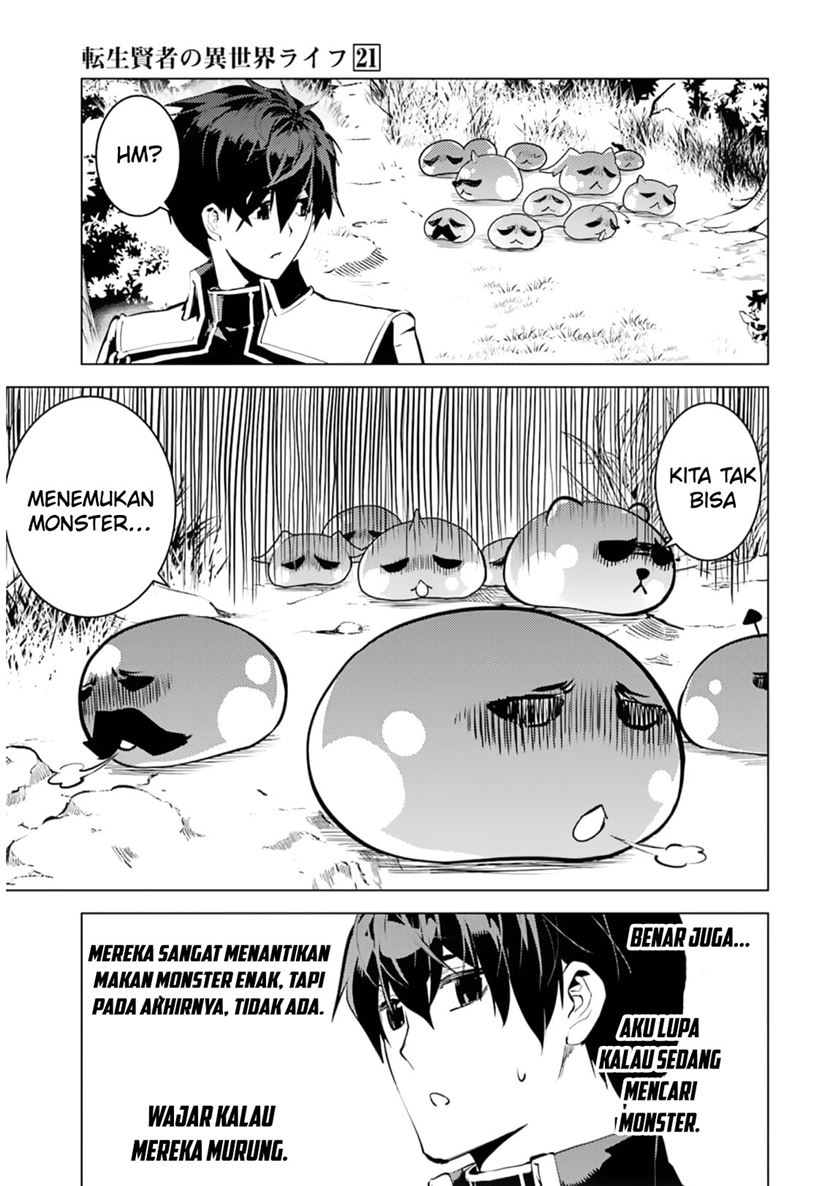 転生賢者の異世界ライフ21
HM?
KITA TAK
BISA
MENEMUKAN
MONSTER...
BENAR JUGA...
AKU LUPA
KALAU SEDANG
MENCARI
MONSTER.
MEREKA SANGAT MENANTIKAN
MAKAN MONSTER ENAK, TAPI
PADA AKHIRNYA, TIDAK ADA.
WAJAR KALAU
MEREKA MURUNG.